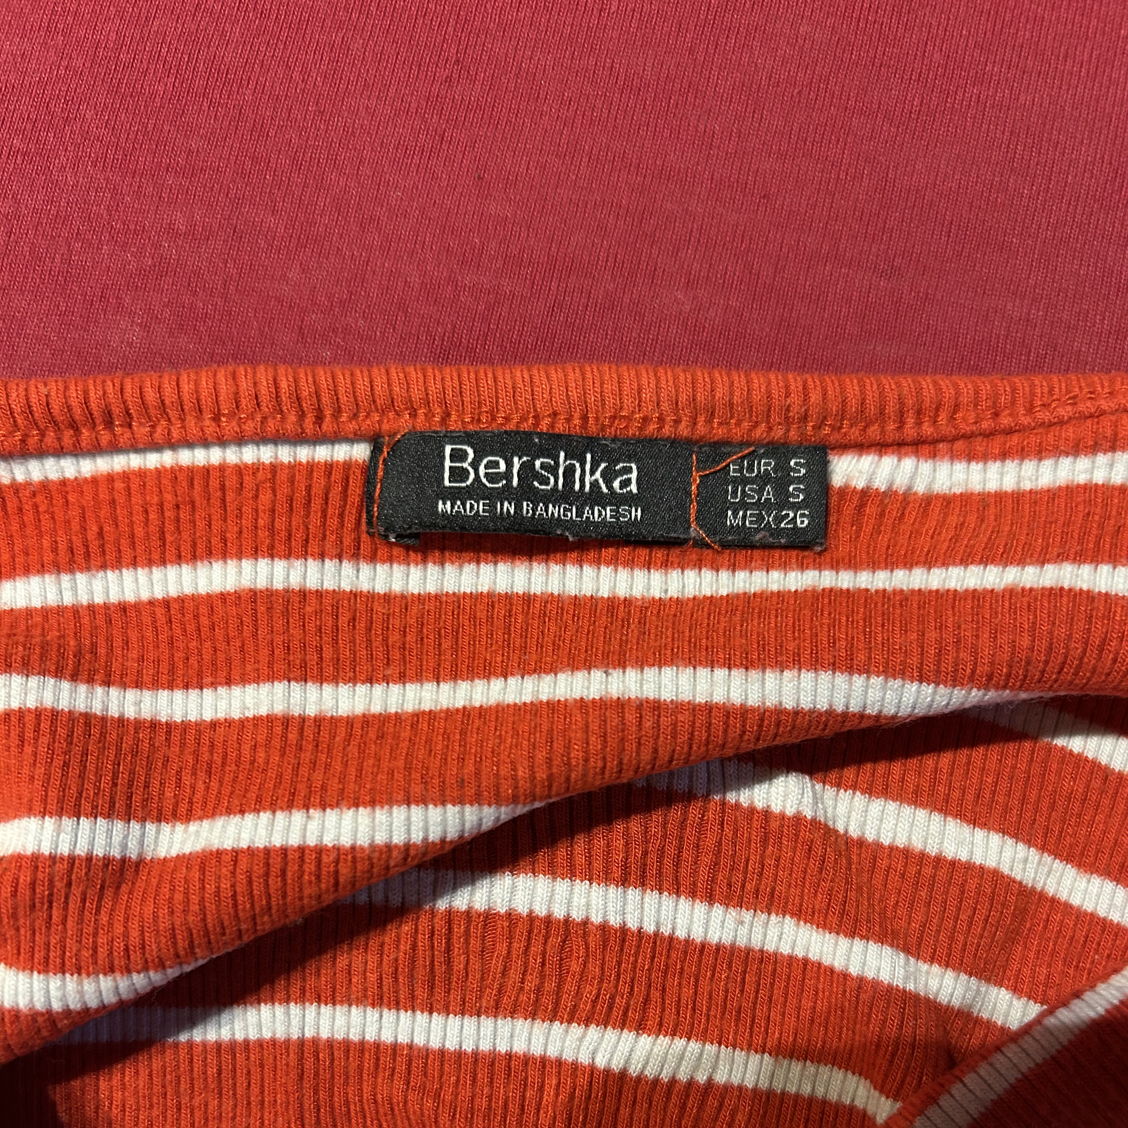 Bershka
MADE IN BANGLADESH
EUR S
USA S
MEX 26